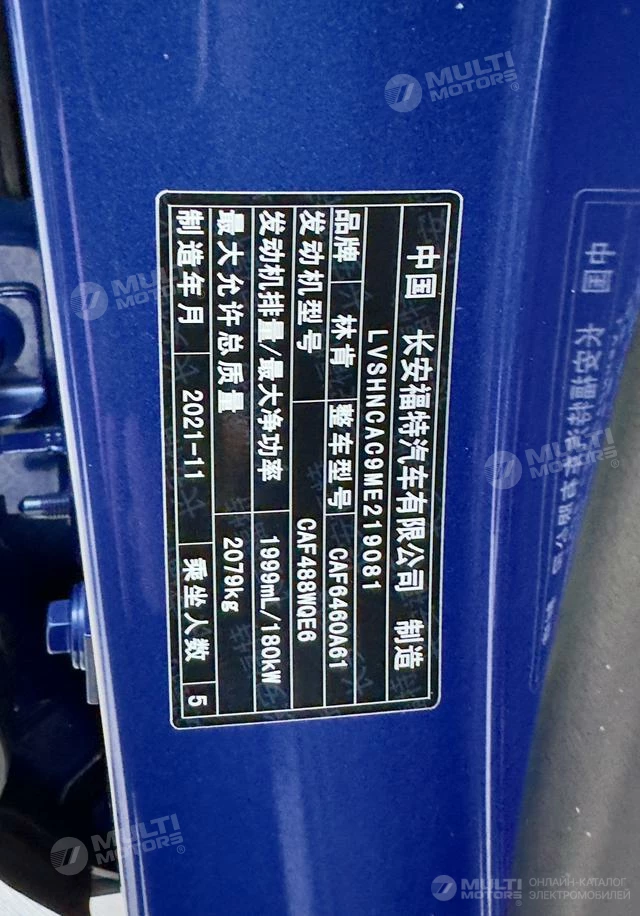 中国 长安福特汽车有限公司 制造
LVSHNCAC9ME219081
品牌 林肯 整车型号 CAF6460A61
发动机型号 CAF488WQE6
发动机排量/最大净功率 1999mL/180kW
最大允许总质量 2079kg
制造年月 2021-11 乘坐人数 5
MULTI MOTORS
MULTI MOTORS
MULTI MOTORS
MULTI MOTORS
MULTI MOTORS ОНЛАЙН-КАТАЛОГ ЭЛЕКТРОМОБИЛЕЙ